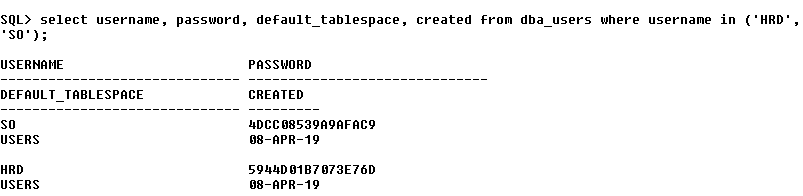 SQL> select username, password, default_tablespace, created from dba_users where username in ('HRD',
'SO');
USERNAME                       PASSWORD
------------------------------ ------------------------------
DEFAULT_TABLESPACE             CREATED
------------------------------ ---------
SO                             4DCC08539A9AFAC9
USERS                          08-APR-19
HRD                            5944D01B7073E76D
USERS                          08-APR-19